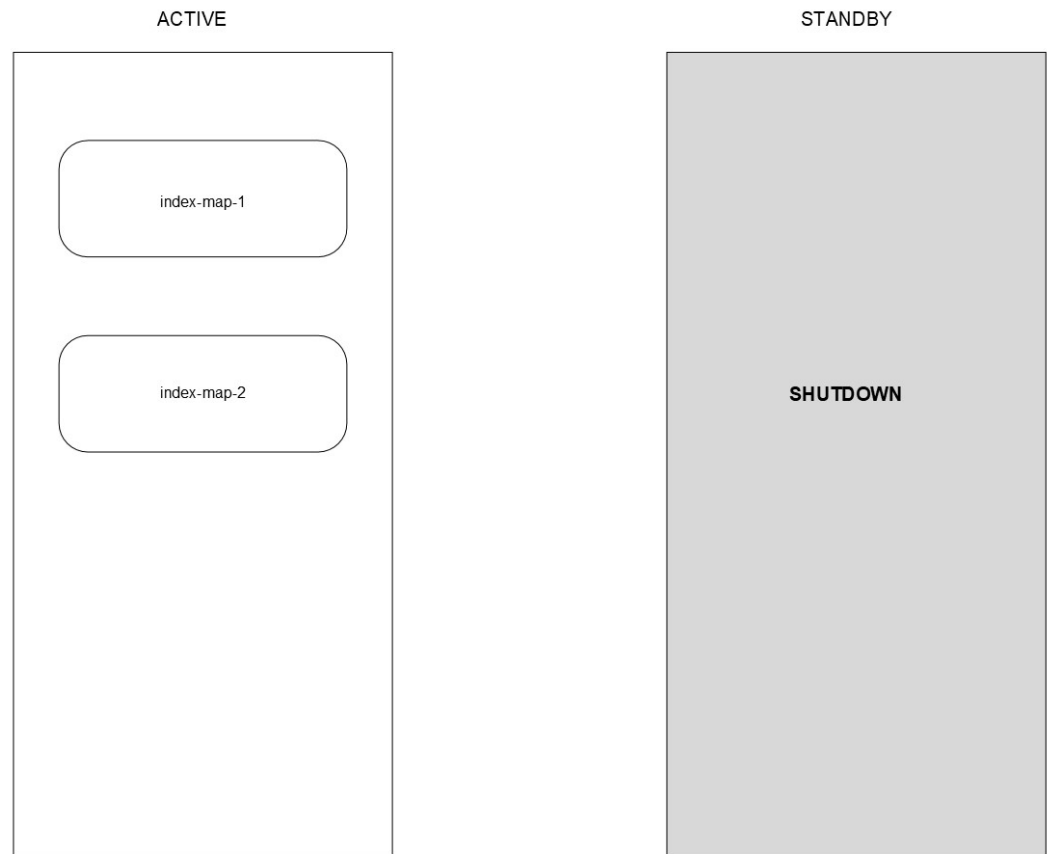 ACTIVE
STANDBY
index-map-1
index-map-2
SHUTDOWN